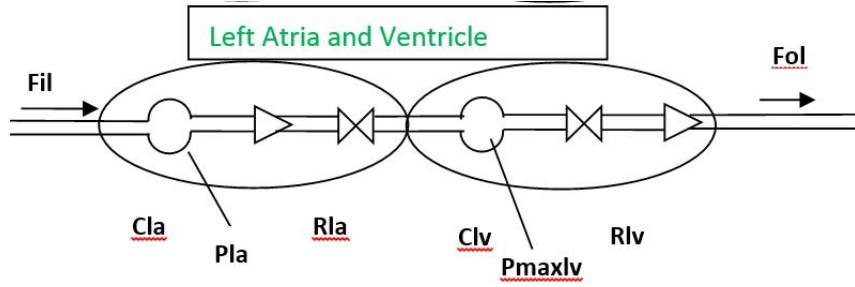 Left Atria and Ventricle
Fil
Fol
Cla
Pla
Rla
Clv
Pmaxlv
Rlv